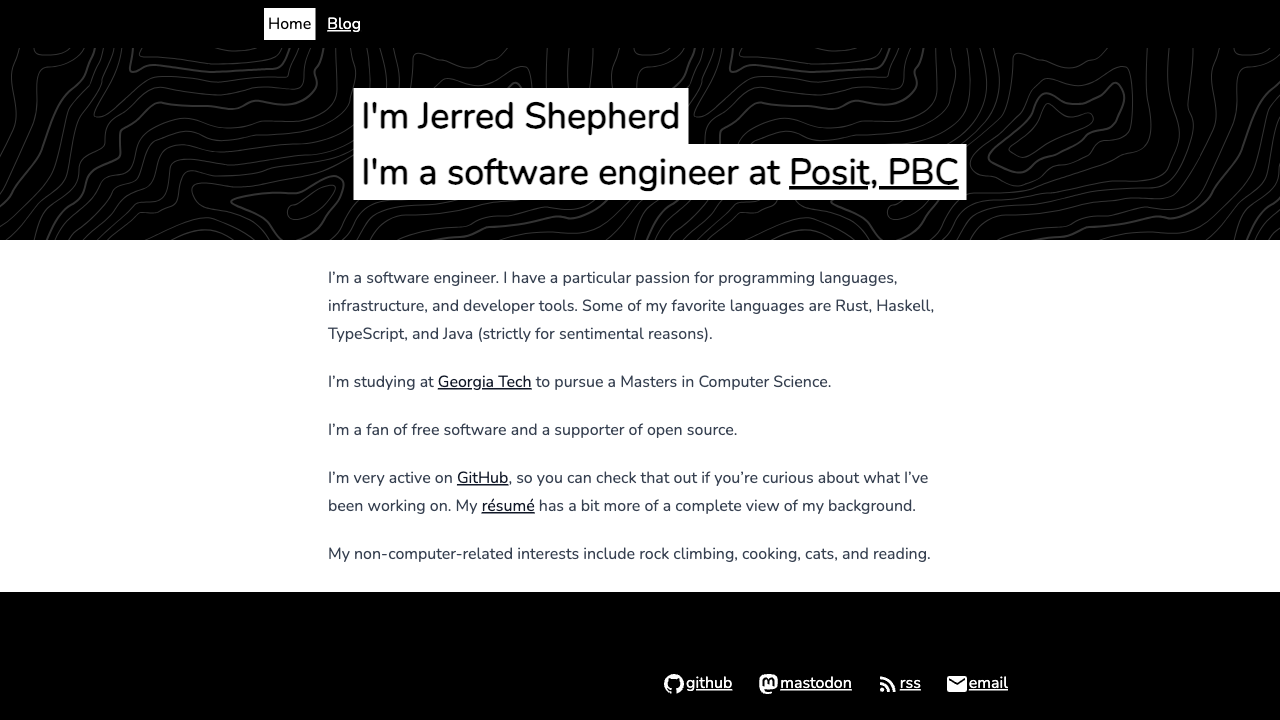 Home Blog
I'm Jerred Shepherd
I'm a software engineer at Posit, PBC
I’m a software engineer. I have a particular passion for programming languages,
infrastructure, and developer tools. Some of my favorite languages are Rust, Haskell,
TypeScript, and Java (strictly for sentimental reasons).
I’m studying at Georgia Tech to pursue a Masters in Computer Science.
I’m a fan of free software and a supporter of open source.
I’m very active on GitHub, so you can check that out if you’re curious about what I’ve
been working on. My résumé has a bit more of a complete view of my background.
My non-computer-related interests include rock climbing, cooking, cats, and reading.
github mastodon rss email